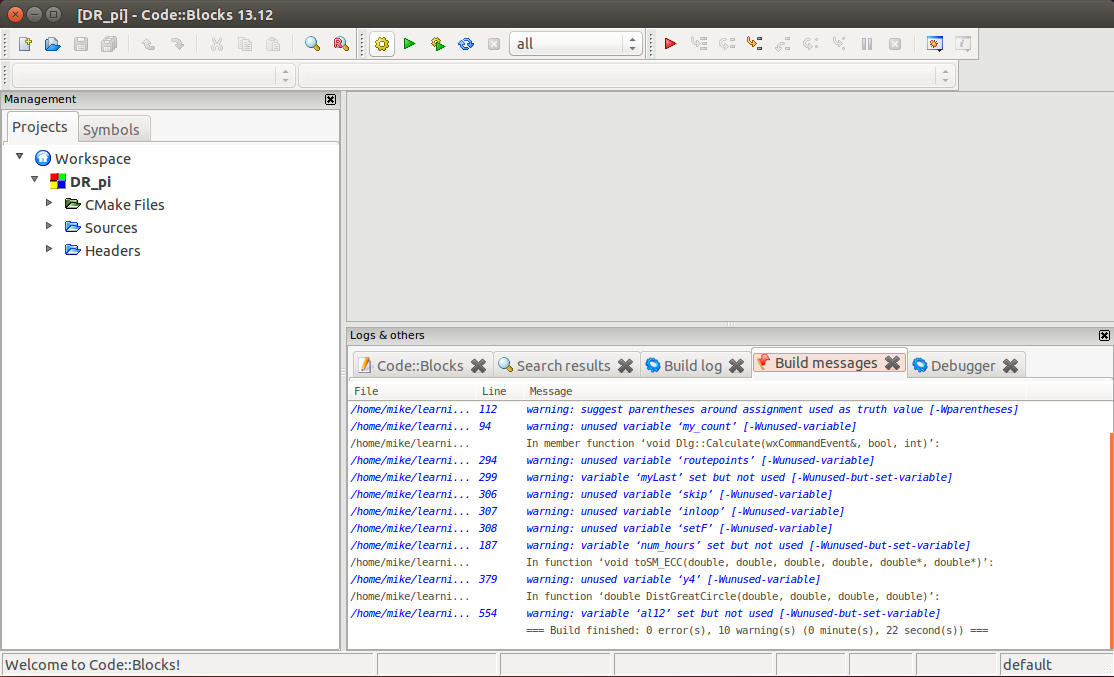 [DR_pi] - Code::Blocks 13.12
all
Management
Projects Symbols
Workspace
DR_pi
CMake Files
Sources
Headers
Logs & others
Code::Blocks Search results Build log Build messages Debugger
File Line Message
/home/mike/learni... 112 warning: suggest parentheses around assignment used as truth value [-Wparentheses]
/home/mike/learni... 94 warning: unused variable ‘my_count’ [-Wunused-variable]
/home/mike/learni... In member function ‘void Dlg::Calculate(wxCommandEvent&, bool, int)’:
/home/mike/learni... 294 warning: unused variable ‘routepoints’ [-Wunused-variable]
/home/mike/learni... 299 warning: variable ‘myLast’ set but not used [-Wunused-but-set-variable]
/home/mike/learni... 306 warning: unused variable ‘skip’ [-Wunused-variable]
/home/mike/learni... 307 warning: unused variable ‘inloop’ [-Wunused-variable]
/home/mike/learni... 308 warning: unused variable ‘setF’ [-Wunused-variable]
/home/mike/learni... 187 warning: variable ‘num_hours’ set but not used [-Wunused-but-set-variable]
/home/mike/learni... In function ‘void toSM_ECC(double, double, double, double, double*, double*)’:
/home/mike/learni... 379 warning: unused variable ‘y4’ [-Wunused-variable]
/home/mike/learni... In function ‘double DistGreatCircle(double, double, double, double)’:
/home/mike/learni... 554 warning: variable ‘al12’ set but not used [-Wunused-but-set-variable]
=== Build finished: 0 error(s), 10 warning(s) (0 minute(s), 22 second(s)) ===
Welcome to Code::Blocks! default